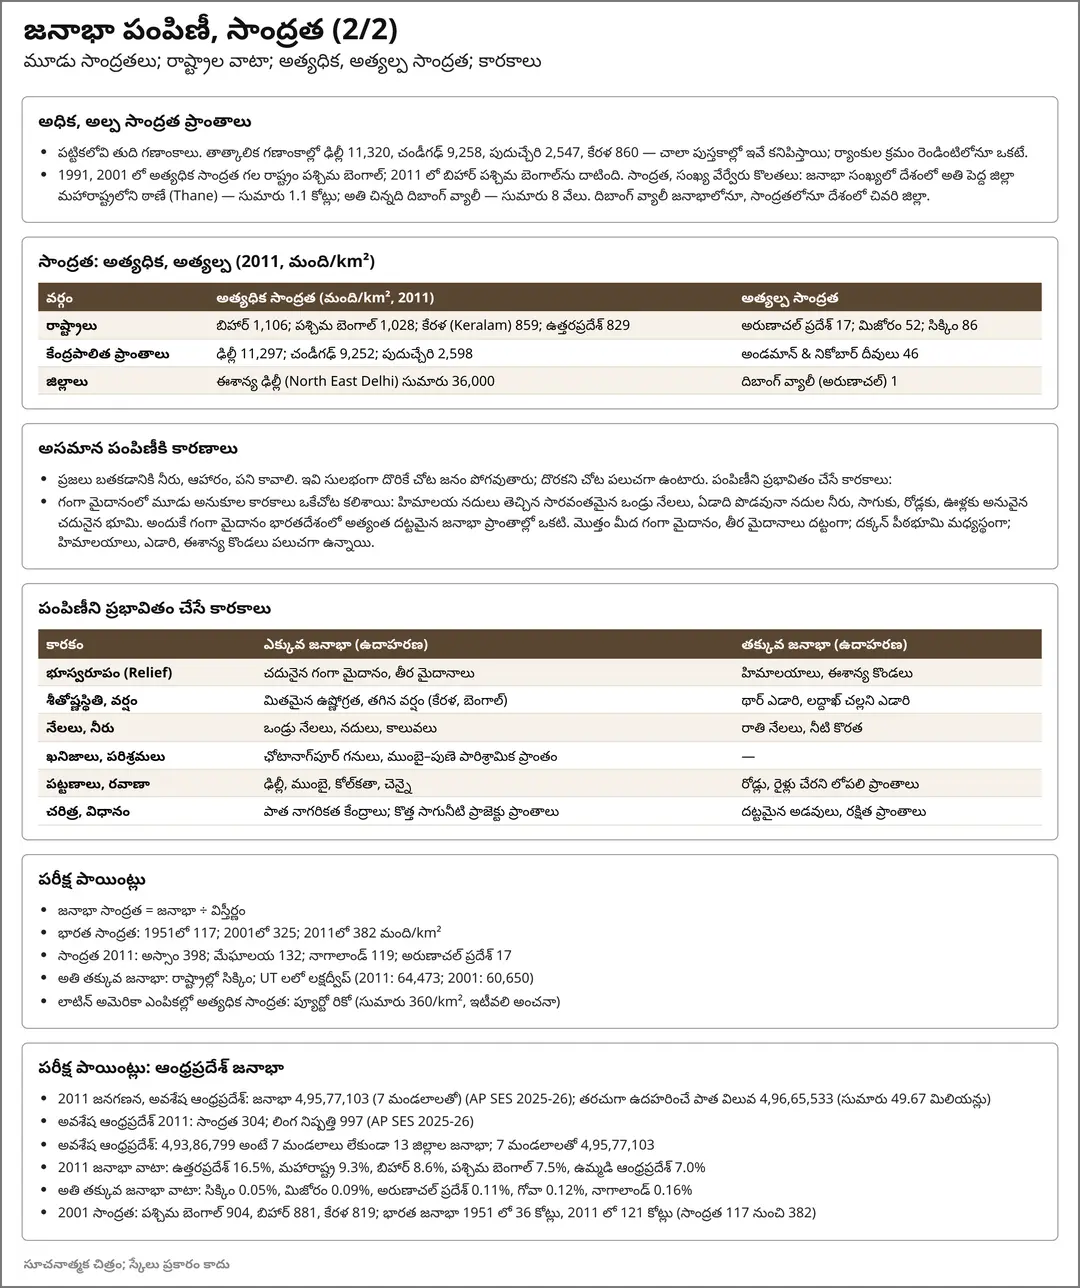 జనాభా పంపిణీ, సాంద్రత (2/2)
మూడు సాంద్రతలు; రాష్ట్రాల వాటా; అత్యధిక, అత్యల్ప సాంద్రత; కారకాలు
అధిక, అల్ప సాంద్రత ప్రాంతాలు
• పట్టికలోవి తుది గణాంకాలు. తాత్కాలిక గణాంకాల్లో ఢిల్లీ 11,320, చండీగఢ్ 9,258, పుదుచ్చేరి 2,547, కేరళ 860 — చాలా పుస్తకాల్లో ఇవే కనిపిస్తాయి; ర్యాంకుల క్రమం రెండింటిలోనూ ఒకటే.
• 1991, 2001 లో అత్యధిక సాంద్రత గల రాష్ట్రం పశ్చిమ బెంగాల్; 2011 లో బిహార్ పశ్చిమ బెంగాల్‌ను దాటింది. సాంద్రత, సంఖ్య వేర్వేరు కొలతలు: జనాభా సంఖ్యలో దేశంలో అతి పెద్ద జిల్లా
మహారాష్ట్రలోని ఠాణే (Thane) — సుమారు 1.1 కోట్లు; అతి చిన్నది దిబాంగ్ వ్యాలీ — సుమారు 8 వేలు. దిబాంగ్ వ్యాలీ జనాభాలోనూ, సాంద్రతలోనూ దేశంలో చివరి జిల్లా.
సాంద్రత: అత్యధిక, అత్యల్ప (2011, మంది/km²)
వర్గం అత్యధిక సాంద్రత (మంది/km², 2011) అత్యల్ప సాంద్రత
రాష్ట్రాలు బిహార్ 1,106; పశ్చిమ బెంగాల్ 1,028; కేరళ (Keralam) 859; ఉత్తరప్రదేశ్ 829 అరుణాచల్ ప్రదేశ్ 17; మిజోరం 52; సిక్కిం 86
కేంద్రపాలిత ప్రాంతాలు ఢిల్లీ 11,297; చండీగఢ్ 9,252; పుదుచ్చేరి 2,598 అండమాన్ & నికోబార్ దీవులు 46
జిల్లాలు ఈశాన్య ఢిల్లీ (North East Delhi) సుమారు 36,000 దిబాంగ్ వ్యాలీ (అరుణాచల్) 1
అసమాన పంపిణీకి కారణాలు
• ప్రజలు బతకడానికి నీరు, ఆహారం, పని కావాలి. ఇవి సులభంగా దొరికే చోట జనం పోగవుతారు; దొరకని చోట పలుచగా ఉంటారు. పంపిణీని ప్రభావితం చేసే కారకాలు:
• గంగా మైదానంలో మూడు అనుకూల కారకాలు ఒకేచోట కలిశాయి: హిమాలయ నదులు తెచ్చిన సారవంతమైన ఒండ్రు నేలలు, ఏడాది పొడవునా నదుల నీరు, సాగుకు, రోడ్లకు, ఊళ్లకు అనువైన
చదునైన భూమి. అందుకే గంగా మైదానం భారతదేశంలో అత్యంత దట్టమైన జనాభా ప్రాంతాల్లో ఒకటి. మొత్తం మీద గంగా మైదానం, తీర మైదానాలు దట్టంగా; దక్కన్ పీఠభూమి మధ్యస్థంగా;
హిమాలయాలు, ఎడారి, ఈశాన్య కొండలు పలుచగా ఉన్నాయి.
పంపిణీని ప్రభావితం చేసే కారకాలు
కారకం ఎక్కువ జనాభా (ఉదాహరణ) తక్కువ జనాభా (ఉదాహరణ)
భూస్వరూపం (Relief) చదునైన గంగా మైదానం, తీర మైదానాలు హిమాలయాలు, ఈశాన్య కొండలు
శీతోష్ణస్థితి, వర్షం మితమైన ఉష్ణోగ్రత, తగిన వర్షం (కేరళ, బెంగాల్) థార్ ఎడారి, లద్దాఖ్ చల్లని ఎడారి
నేలలు, నీరు ఒండ్రు నేలలు, నదులు, కాలువలు రాతి నేలలు, నీటి కొరత
ఖనిజాలు, పరిశ్రమలు ఛోటానాగ్‌పూర్ గనులు, ముంబై–పుణె పారిశ్రామిక ప్రాంతం —
పట్టణాలు, రవాణా ఢిల్లీ, ముంబై, కోల్‌కతా, చెన్నై రోడ్లు, రైళ్లు చేరని లోపలి ప్రాంతాలు
చరిత్ర, విధానం పాత నాగరికత కేంద్రాలు; కొత్త సాగునీటి ప్రాజెక్టు ప్రాంతాలు దట్టమైన అడవులు, రక్షిత ప్రాంతాలు
పరీక్ష పాయింట్లు
• జనాభా సాంద్రత = జనాభా ÷ విస్తీర్ణం
• భారత సాంద్రత: 1951లో 117; 2001లో 325; 2011లో 382 మంది/km²
• సాంద్రత 2011: అస్సాం 398; మేఘాలయ 132; నాగాలాండ్ 119; అరుణాచల్ ప్రదేశ్ 17
• అతి తక్కువ జనాభా: రాష్ట్రాల్లో సిక్కిం; UT లలో లక్షద్వీప్ (2011: 64,473; 2001: 60,650)
• లాటిన్ అమెరికా ఎంపికల్లో అత్యధిక సాంద్రత: ప్యూర్టో రికో (సుమారు 360/km², ఇటీవలి అంచనా)
పరీక్ష పాయింట్లు: ఆంధ్రప్రదేశ్ జనాభా
• 2011 జనగణన, అవశేష ఆంధ్రప్రదేశ్: జనాభా 4,95,77,103 (7 మండలాలతో) (AP SES 2025-26); తరచుగా ఉదహరించే పాత విలువ 4,96,65,533 (సుమారు 49.67 మిలియన్లు)
• అవశేష ఆంధ్రప్రదేశ్ 2011: సాంద్రత 304; లింగ నిష్పత్తి 997 (AP SES 2025-26)
• అవశేష ఆంధ్రప్రదేశ్: 4,93,86,799 అంటే 7 మండలాలు లేకుండా 13 జిల్లాల జనాభా; 7 మండలాలతో 4,95,77,103
• 2011 జనాభా వాటా: ఉత్తరప్రదేశ్ 16.5%, మహారాష్ట్ర 9.3%, బిహార్ 8.6%, పశ్చిమ బెంగాల్ 7.5%, ఉమ్మడి ఆంధ్రప్రదేశ్ 7.0%
• అతి తక్కువ జనాభా వాటా: సిక్కిం 0.05%, మిజోరం 0.09%, అరుణాచల్ ప్రదేశ్ 0.11%, గోవా 0.12%, నాగాలాండ్ 0.16%
• 2001 సాంద్రత: పశ్చిమ బెంగాల్ 904, బిహార్ 881, కేరళ 819; భారత జనాభా 1951 లో 36 కోట్లు, 2011 లో 121 కోట్లు (సాంద్రత 117 నుంచి 382)
సూచనాత్మక చిత్రం; స్కేలు ప్రకారం కాదు